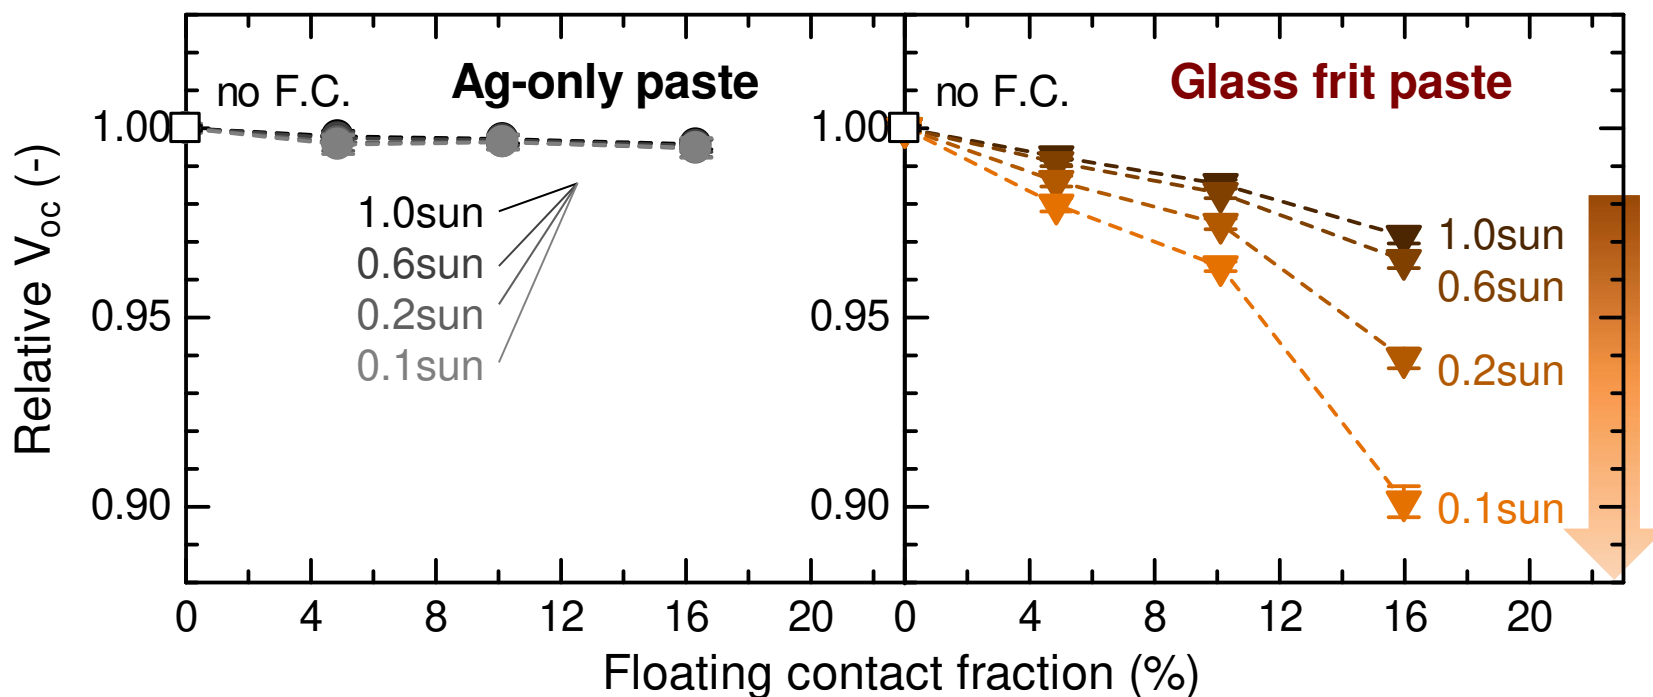 Relative Voc (-)
no F.C.
Ag-only paste
1.00
0.95
0.90
1.0sun
0.6sun
0.2sun
0.1sun
0 4 8 12 16 20
no F.C.
Glass frit paste
1.00
0.95
0.90
1.0sun
0.6sun
0.2sun
0.1sun
0 4 8 12 16 20
Floating contact fraction (%)